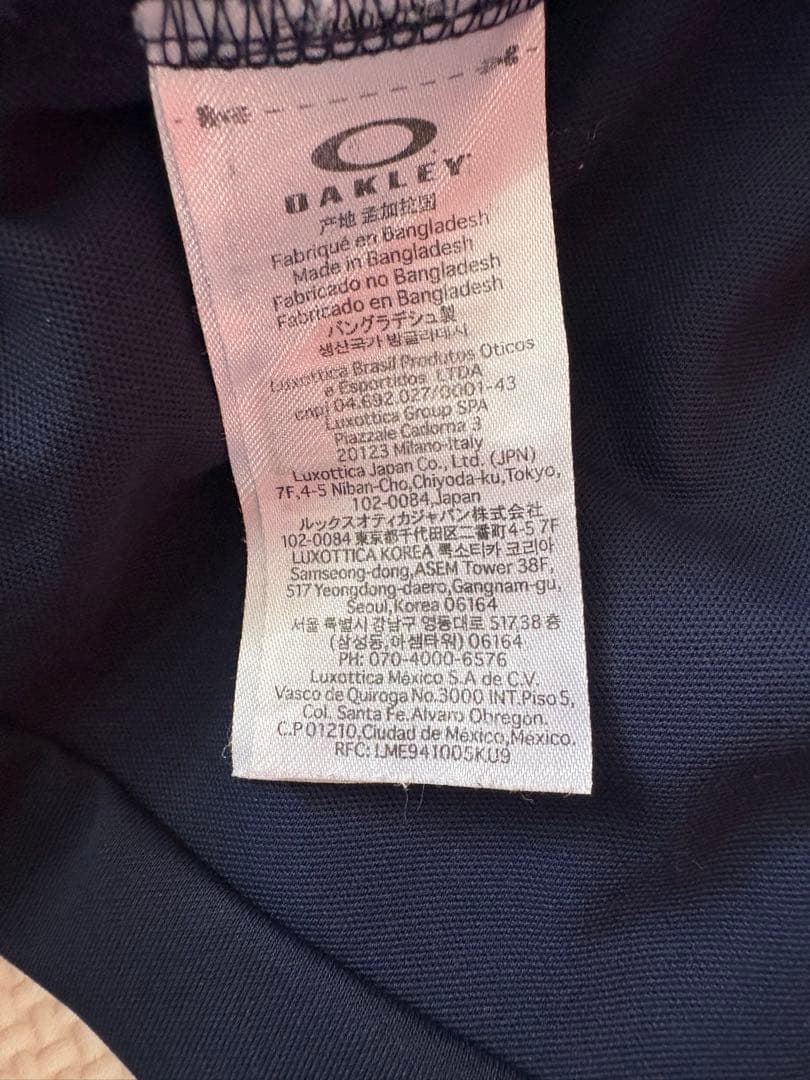 OAKLEY
产地 孟加拉国
Fabriqué en Bangladesh
Made in Bangladesh
Fabricado no Bangladesh
Fabricado en Bangladesh
バングラデシュ製
생산국가 방글라데시
Luxottica Brasil Produtos Oticos
e Esportidos LTDA
cnpj 04.692.027/0001-43
Luxottica Group SPA
Piazzale Cadorna 3
20123 Milano-Italy
Luxottica Japan Co., Ltd. (JPN)
7F,4-5 Niban-Cho,Chiyoda-ku,Tokyo,
102-0084,Japan
ルックスオティカジャパン株式会社
102-0084 東京都千代田区二番町4-5 7F
LUXOTTICA KOREA 룩소티카 코리아
Samseong-dong,ASEM Tower 38F,
517 Yeongdong-daero,Gangnam-gu,
Seoul,Korea 06164
서울 특별시 강남구 영동대로 517,38 층
(삼성동,아셈타워) 06164
PH: 070-4000-6576
Luxottica México S.A de C.V.
Vasco de Quiroga No.3000 INT.Piso 5,
Col. Santa Fe, Alvaro Obregon.
C.P 01210,Ciudad de México,México.
RFC: LME941005KU9